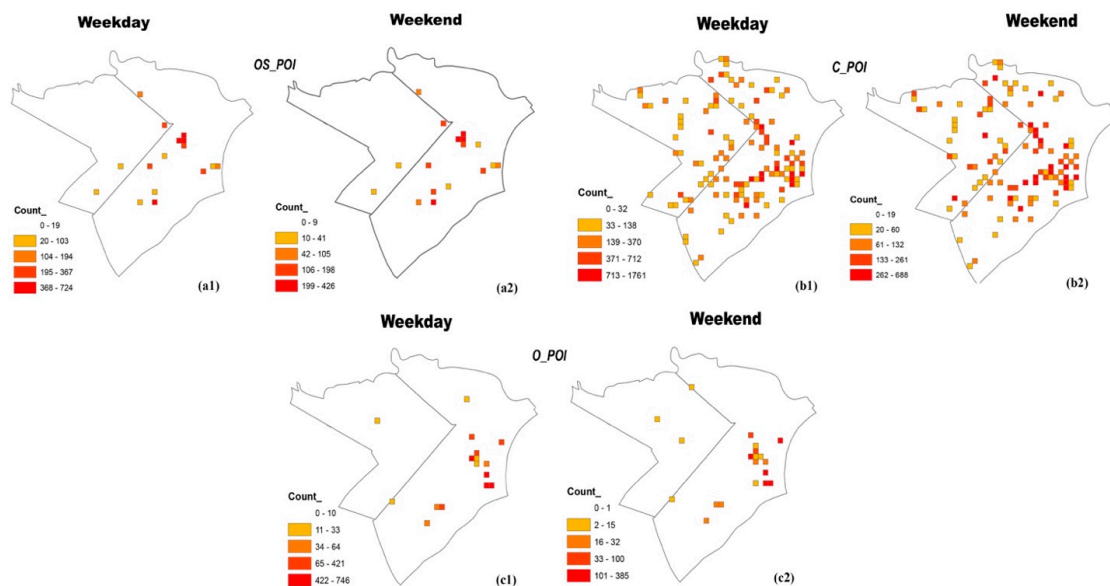 Weekday
Weekend
OS_POI
Count_
0 - 19
20 - 103
104 - 194
195 - 367
368 - 724
(a1)
Count_
0 - 9
10 - 41
42 - 105
106 - 198
199 - 426
(a2)
Weekday
Weekend
C_POI
Count_
0 - 32
33 - 138
139 - 370
371 - 712
713 - 1761
(b1)
Count_
0 - 19
20 - 60
61 - 132
133 - 261
262 - 688
(b2)
Weekday
Weekend
O_POI
Count_
0 - 10
11 - 33
34 - 64
65 - 421
422 - 746
(c1)
Count_
0 - 1
2 - 15
16 - 32
33 - 100
101 - 385
(c2)